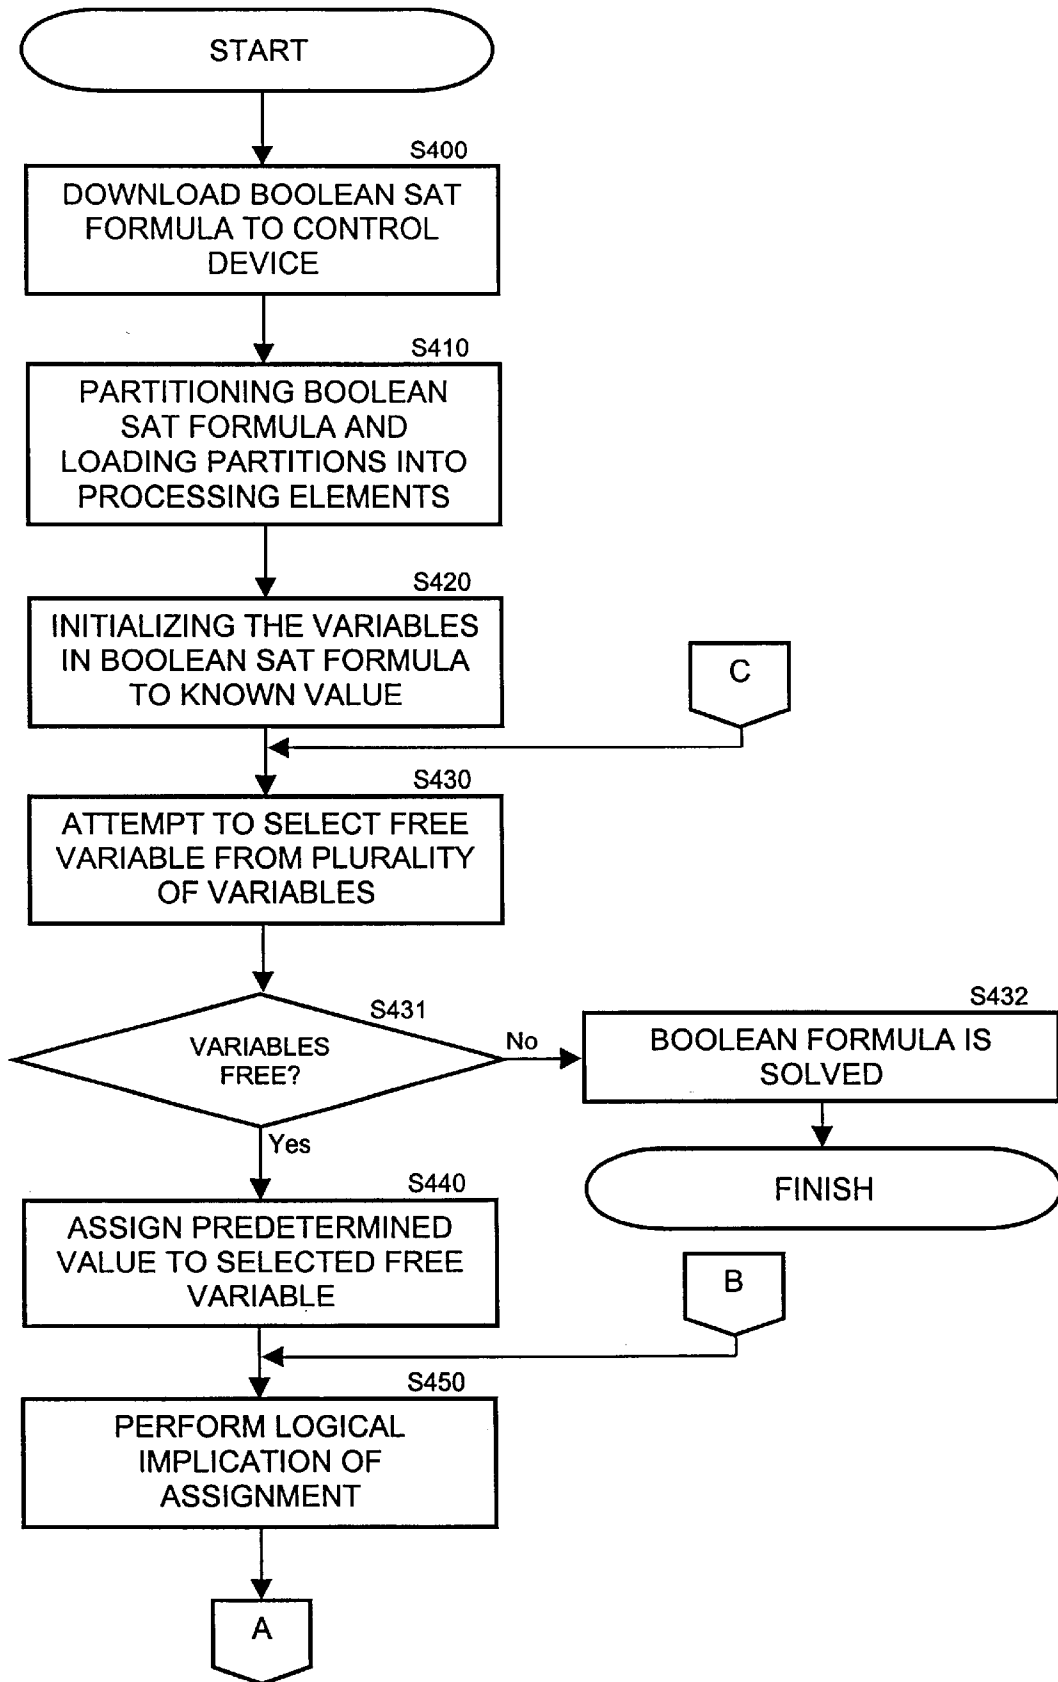 START
S400
DOWNLOAD BOOLEAN SAT
FORMULA TO CONTROL
DEVICE
S410
PARTITIONING BOOLEAN
SAT FORMULA AND
LOADING PARTITIONS INTO
PROCESSING ELEMENTS
S420
INITIALIZING THE VARIABLES
IN BOOLEAN SAT FORMULA
TO KNOWN VALUE
C
S430
ATTEMPT TO SELECT FREE
VARIABLE FROM PLURALITY
OF VARIABLES
S431
VARIABLES
FREE?
No
S432
BOOLEAN FORMULA IS
SOLVED
FINISH
Yes
S440
ASSIGN PREDETERMINED
VALUE TO SELECTED FREE
VARIABLE
B
S450
PERFORM LOGICAL
IMPLICATION OF
ASSIGNMENT
A